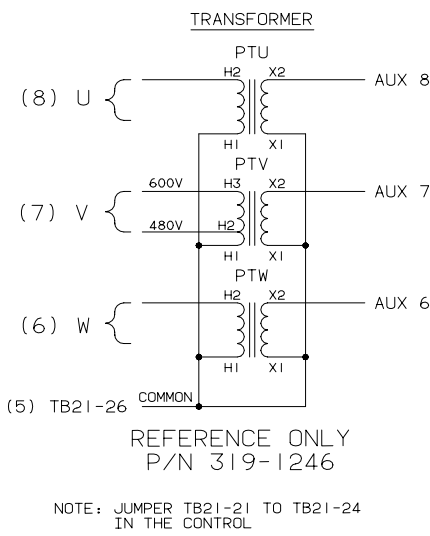 TRANSFORMER
PTU
H2 X2
AUX 8
(8) U
H1 X1
PTV
600V H3 X2
AUX 7
(7) V
480V H2
H1 X1
PTW
H2 X2
AUX 6
(6) W
H1 X1
(5) TB21-26 COMMON
REFERENCE ONLY
P/N 319-1246
NOTE: JUMPER TB21-21 TO TB21-24
IN THE CONTROL